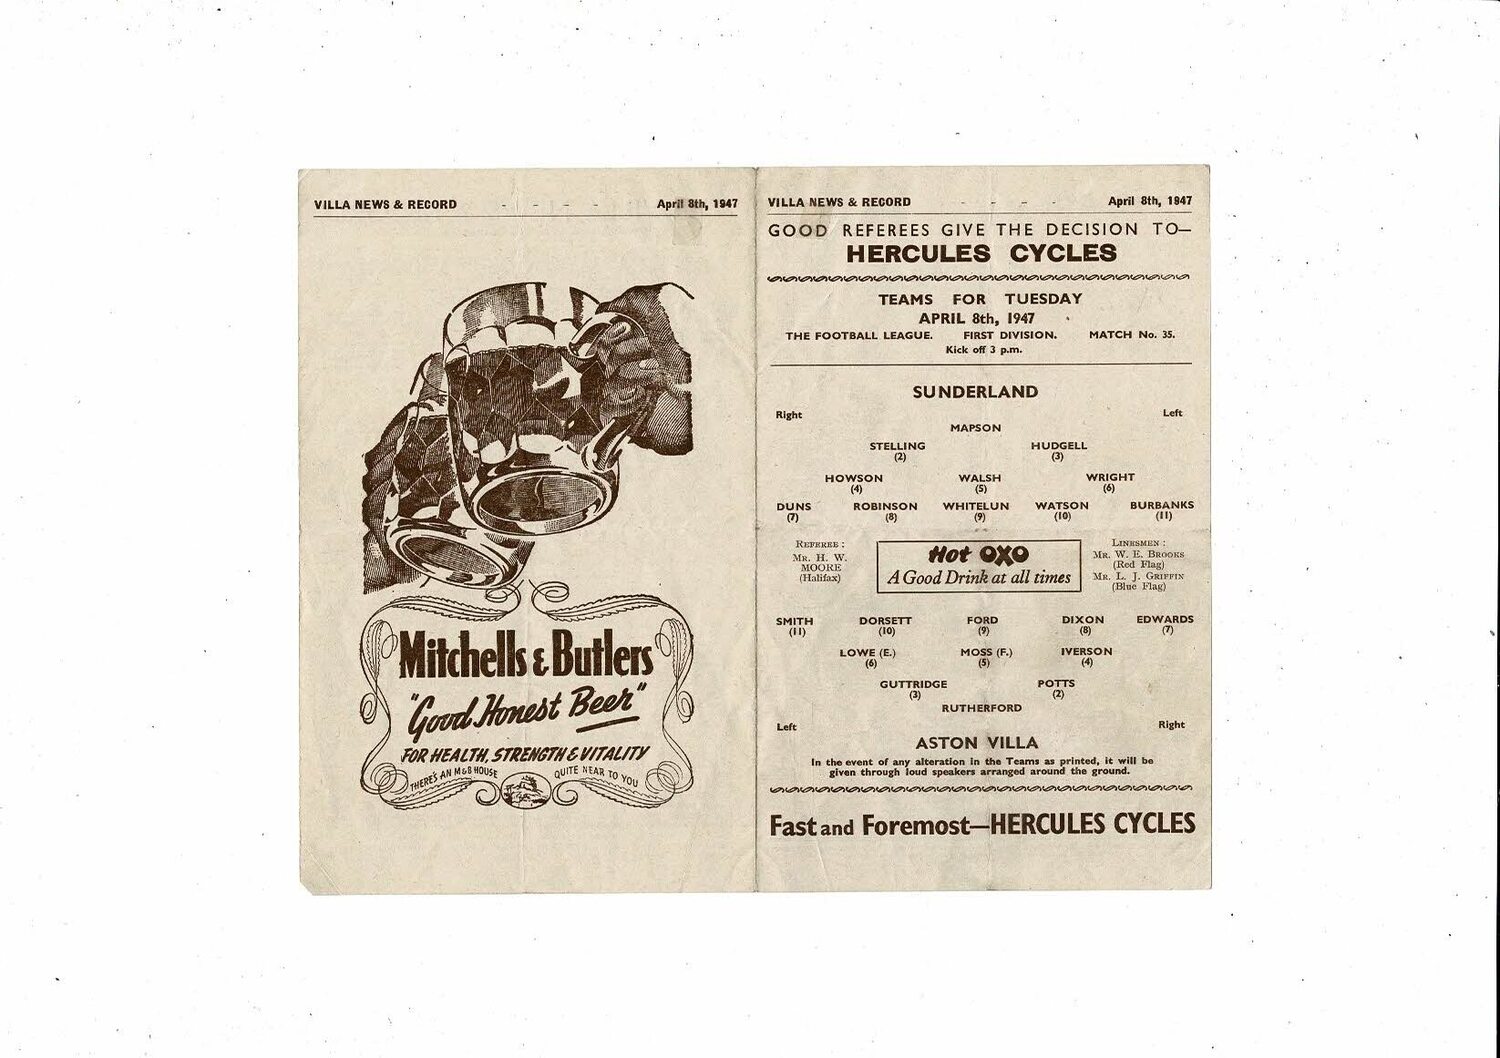 VILLA NEWS & RECORD - - - - April 8th, 1947
Mitchells & Butlers
"Good Honest Beer"
FOR HEALTH, STRENGTH & VITALITY
THERE'S AN M&B HOUSE QUITE NEAR TO YOU
VILLA NEWS & RECORD - - - - April 8th, 1947
GOOD REFEREES GIVE THE DECISION TO—
HERCULES CYCLES
TEAMS FOR TUESDAY
APRIL 8th, 1947
THE FOOTBALL LEAGUE. FIRST DIVISION. MATCH No. 35.
Kick off 3 p.m.
SUNDERLAND
Right Left
MAPSON
STELLING HUDGELL
(2) (3)
HOWSON WALSH WRIGHT
(4) (5) (6)
DUNS ROBINSON WHITELUN WATSON BURBANKS
(7) (8) (9) (10) (11)
REFEREE :
MR. H. W.
MOORE
(Halifax)
Hot OXO
A Good Drink at all times
LINESMEN :
MR. W. E. BROOKS
(Red Flag)
MR. L. J. GRIFFIN
(Blue Flag)
SMITH DORSETT FORD DIXON EDWARDS
(11) (10) (9) (8) (7)
LOWE (E.) MOSS (F.) IVERSON
(6) (5) (4)
GUTTRIDGE POTTS
(3) (2)
RUTHERFORD
Left Right
ASTON VILLA
In the event of any alteration in the Teams as printed, it will be
given through loud speakers arranged around the ground.
Fast and Foremost—HERCULES CYCLES